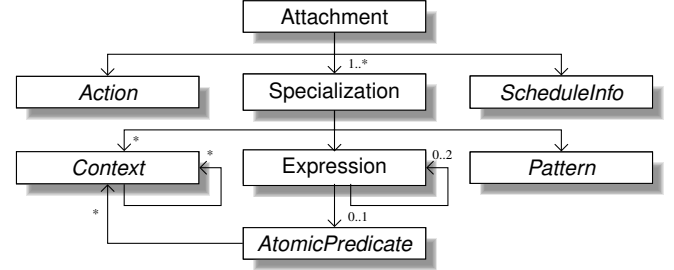 Attachment
1..*
Action
Specialization
ScheduleInfo
*
*
0..2
Context
Expression
Pattern
*
0..1
AtomicPredicate